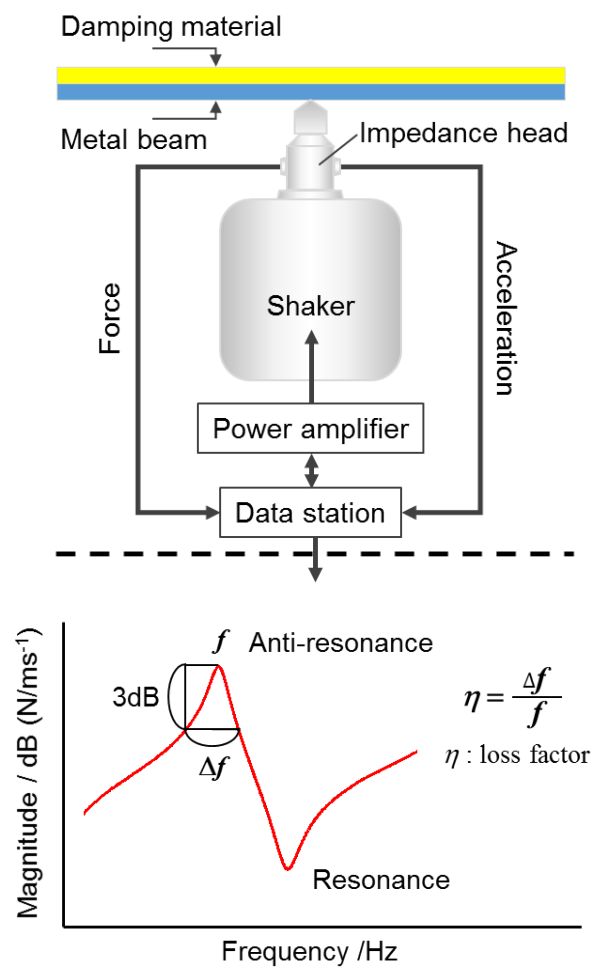 Damping material
Metal beam
Impedance head
Force
Acceleration
Shaker
Power amplifier
Data station
Magnitude / dB (N/ms⁻¹)
f Anti-resonance
3dB
Δf
η = Δf / f
η : loss factor
Resonance
Frequency /Hz